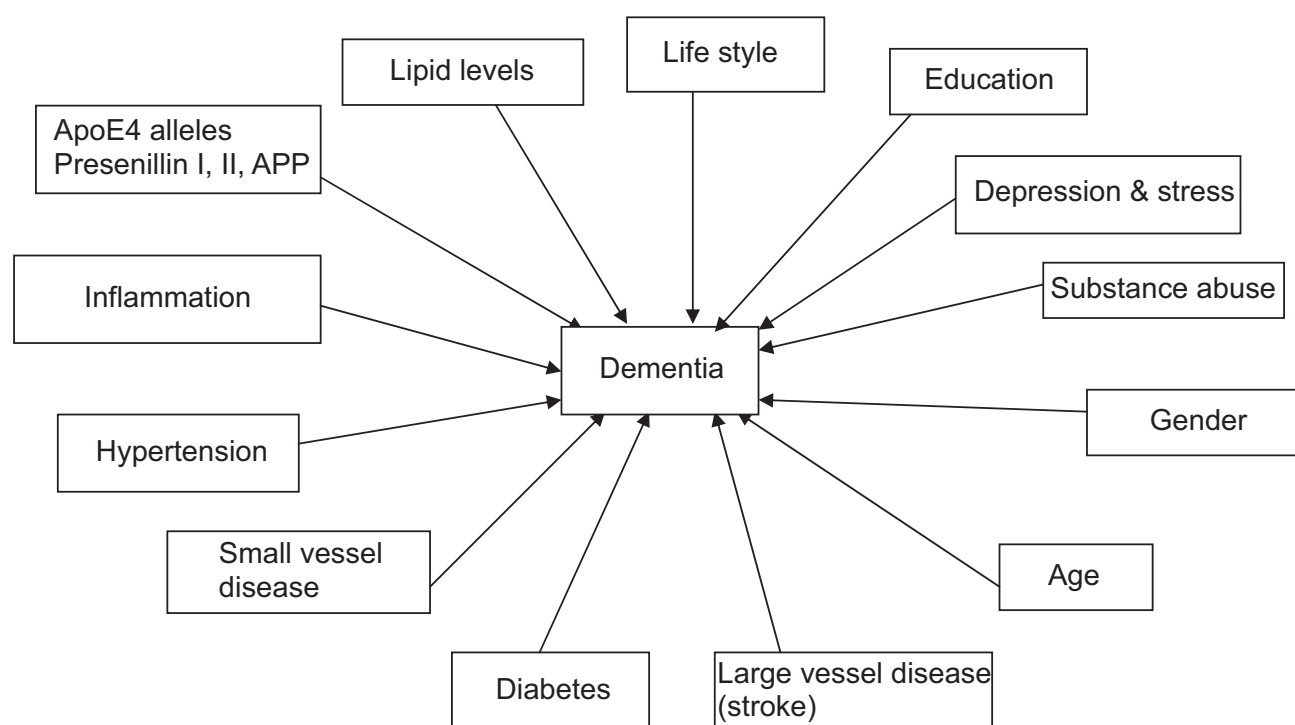 Life style
Lipid levels
Education
ApoE4 alleles
Presenillin I, II, APP
Depression & stress
Inflammation
Substance abuse
Dementia
Gender
Hypertension
Small vessel
disease
Age
Diabetes
Large vessel disease
(stroke)